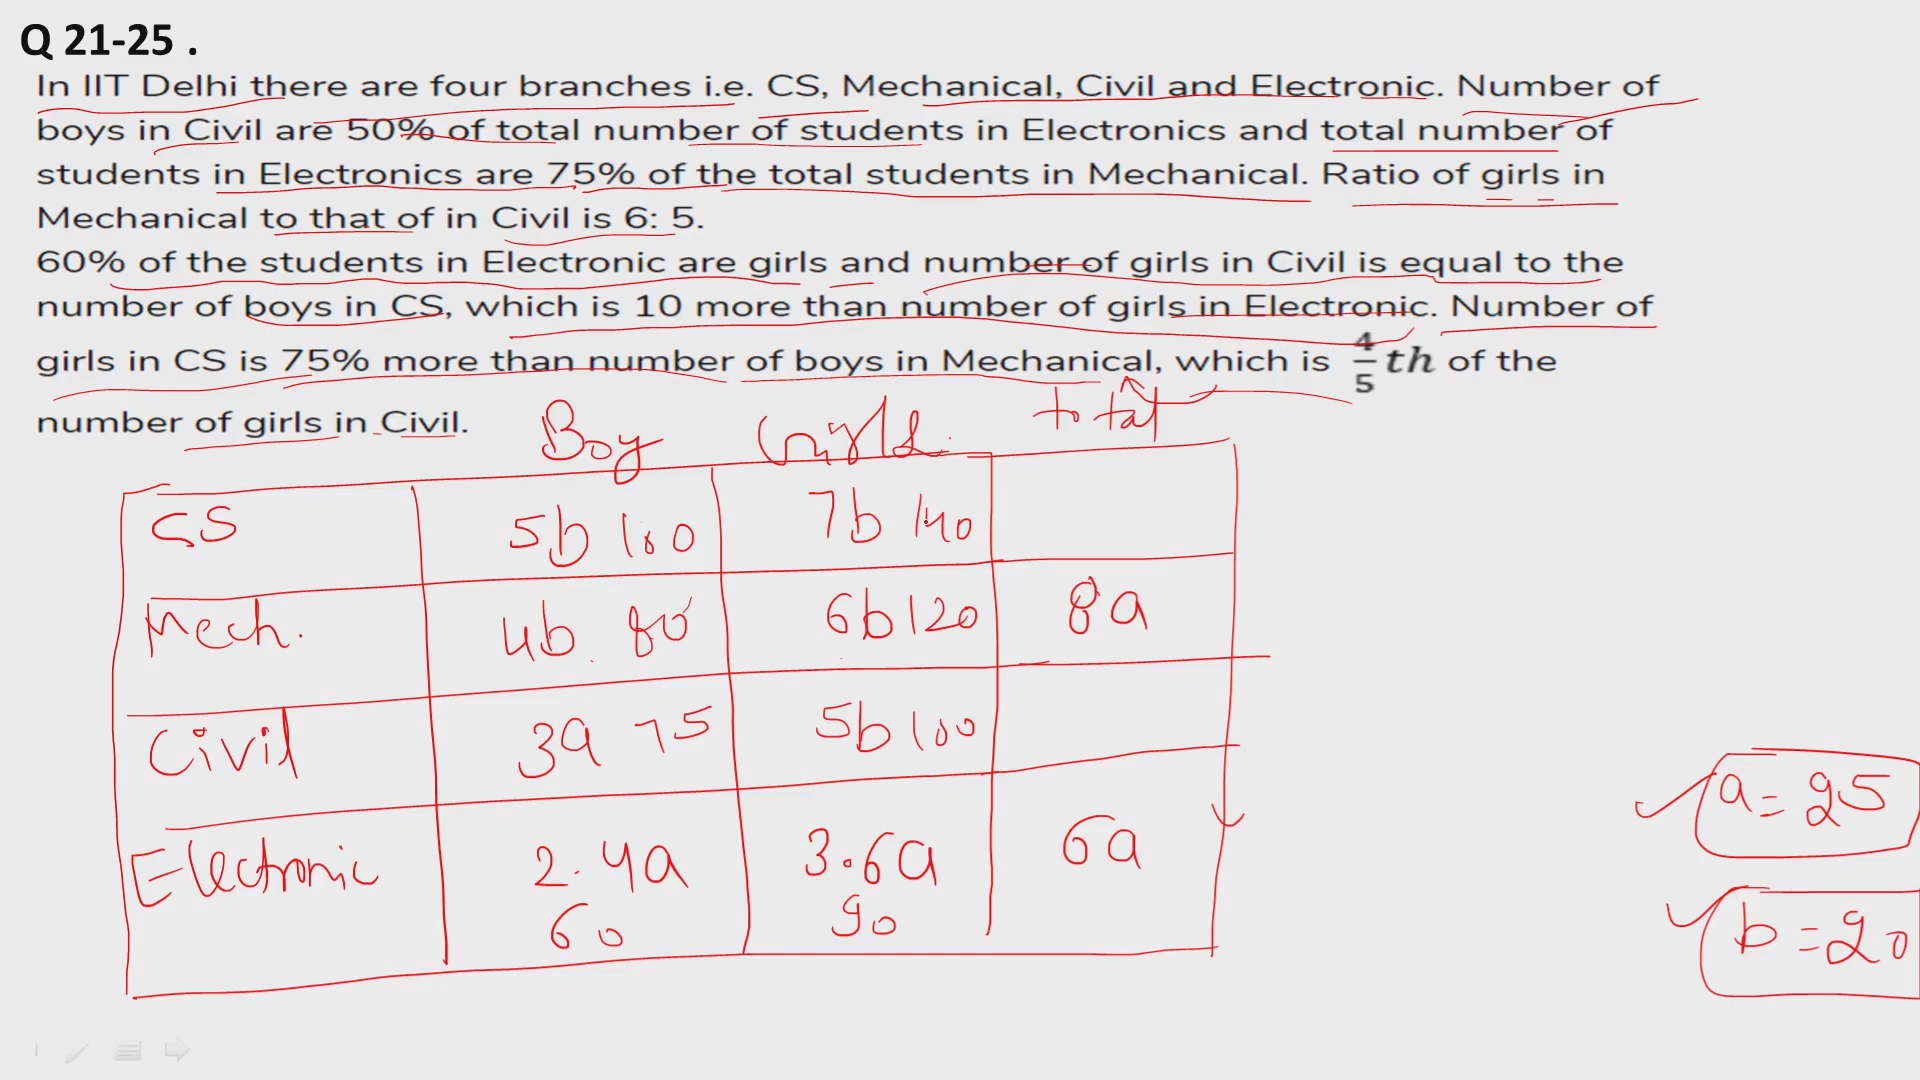 Q 21-25 .
In IIT Delhi there are four branches i.e. CS, Mechanical, Civil and Electronic. Number of
boys in Civil are 50% of total number of students in Electronics and total number of
students in Electronics are 75% of the total students in Mechanical. Ratio of girls in
Mechanical to that of in Civil is 6: 5.
60% of the students in Electronic are girls and number of girls in Civil is equal to the
number of boys in CS, which is 10 more than number of girls in Electronic. Number of
girls in CS is 75% more than number of boys in Mechanical, which is 4/5 th of the
number of girls in Civil.
Boy Girls total
CS 5b 100 7b 140
Mech. 4b 80 6b 120 8a
Civil 3a 75 5b 100
Electronic 2.4a 3.6a 6a
60 90
a = 25
b = 20